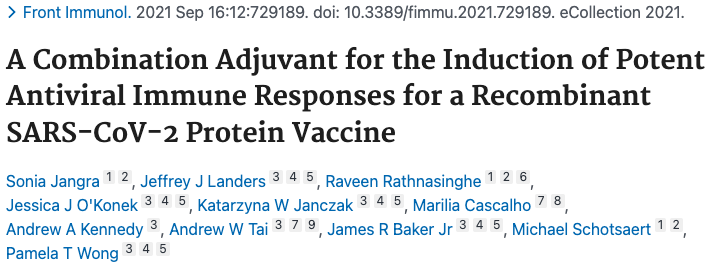 Front Immunol. 2021 Sep 16:12:729189. doi: 10.3389/fimmu.2021.729189. eCollection 2021.
A Combination Adjuvant for the Induction of Potent
Antiviral Immune Responses for a Recombinant
SARS-CoV-2 Protein Vaccine
Sonia Jangra 1 2, Jeffrey J Landers 3 4 5, Raveen Rathnasinghe 1 2 6,
Jessica J O'Konek 3 4 5, Katarzyna W Janczak 3 4 5, Marilia Cascalho 7 8,
Andrew A Kennedy 3, Andrew W Tai 3 7 9, James R Baker Jr 3 4 5, Michael Schotsaert 1 2,
Pamela T Wong 3 4 5